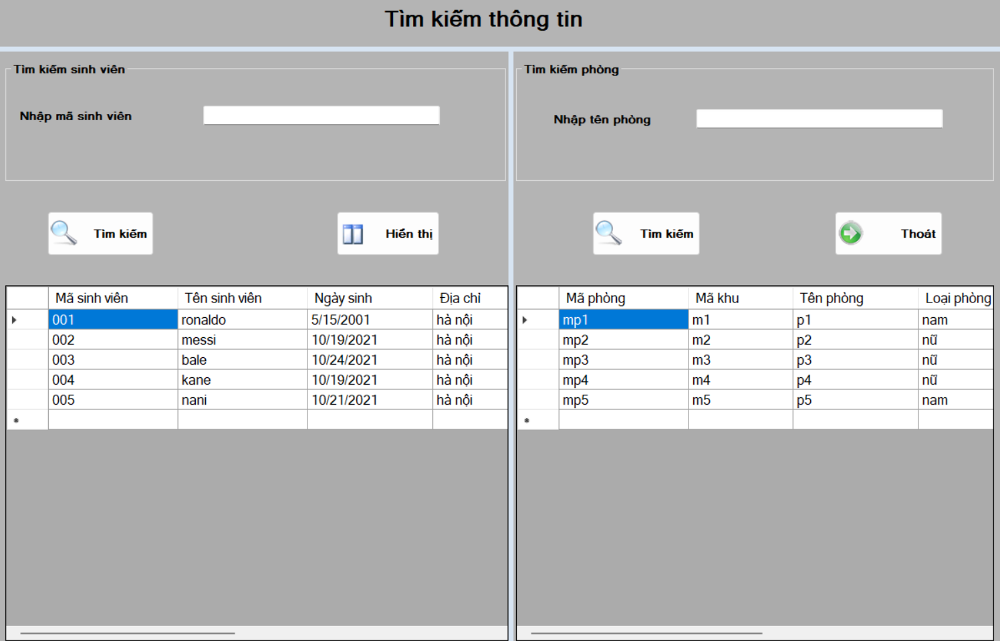 Tìm kiếm thông tin
Tìm kiếm sinh viên
Nhập mã sinh viên
Tìm kiếm Hiển thị
Mã sinh viên Tên sinh viên Ngày sinh Địa chỉ
001 ronaldo 5/15/2001 hà nội
002 messi 10/19/2021 hà nội
003 bale 10/24/2021 hà nội
004 kane 10/19/2021 hà nội
005 nani 10/21/2021 hà nội
Tìm kiếm phòng
Nhập tên phòng
Tìm kiếm Thoát
Mã phòng Mã khu Tên phòng Loại phòng
mp1 m1 p1 nam
mp2 m2 p2 nữ
mp3 m3 p3 nữ
mp4 m4 p4 nữ
mp5 m5 p5 nam